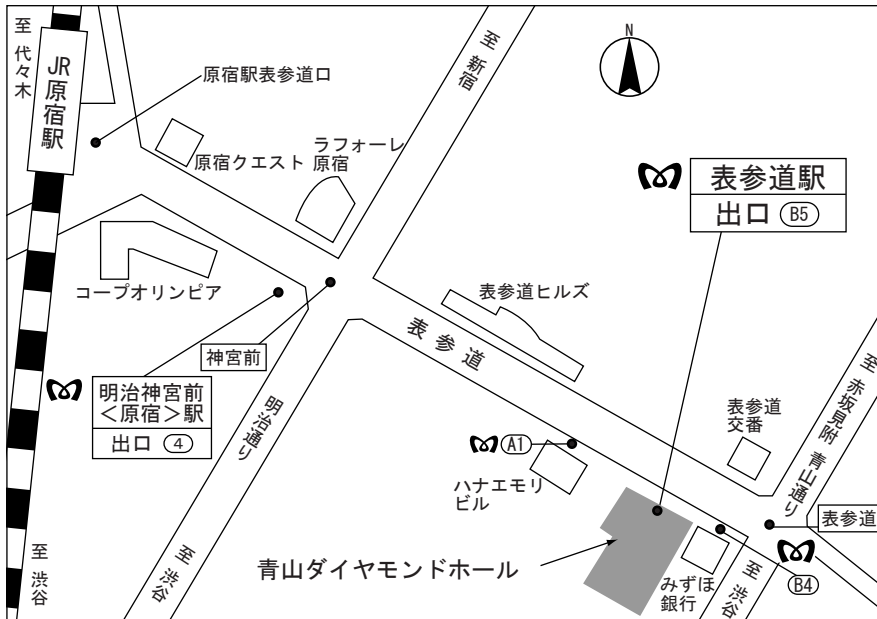 至 代々木
JR原宿駅
原宿駅表参道口
原宿クエスト
ラフォーレ
原宿
至 新宿
N
表参道駅
出口 B5
コープオリンピア
神宮前
明治神宮前
＜原宿＞駅
出口 4
明治通り
表参道ヒルズ
表参道
A1
ハナエモリ
ビル
表参道
交番
至 赤坂見附
青山通り
表参道
B4
みずほ
銀行
青山ダイヤモンドホール
至 渋谷
至 渋谷
至 渋谷